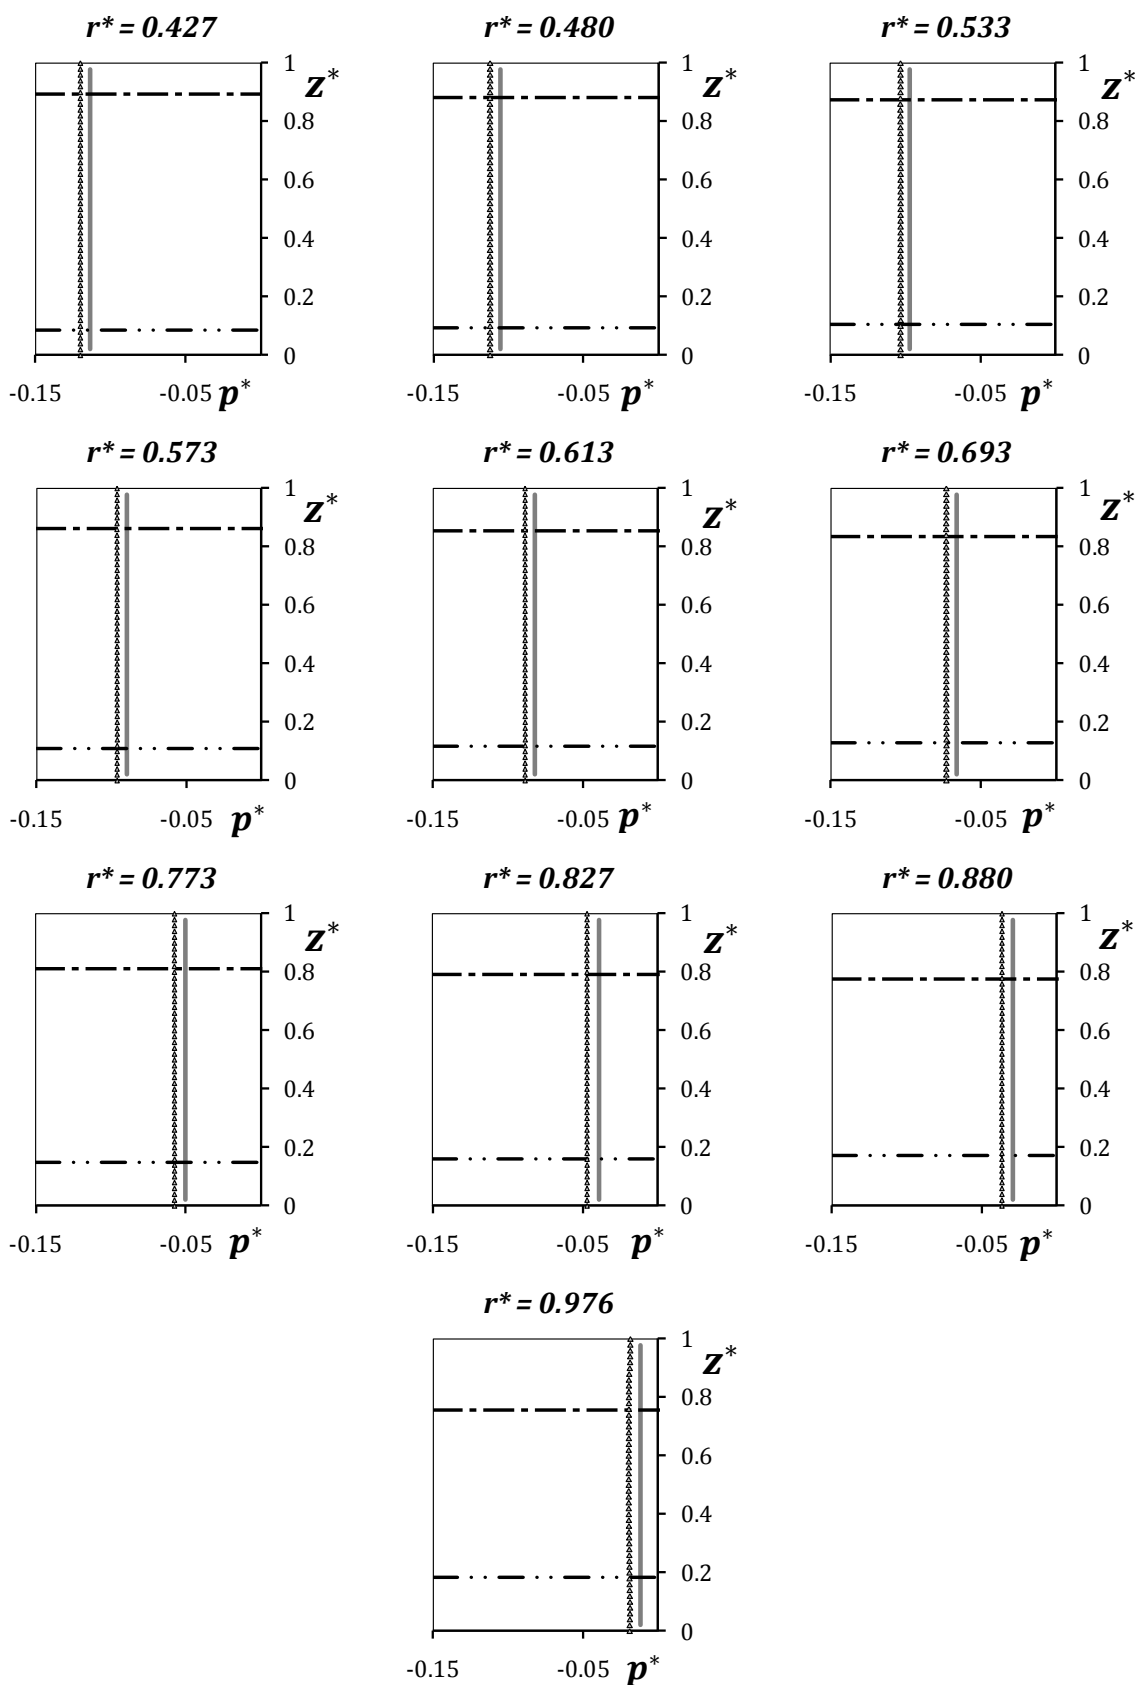 r* = 0.427 r* = 0.480 r* = 0.533
1 1 1
z* z* z*
0.8 0.8 0.8
0.6 0.6 0.6
0.4 0.4 0.4
0.2 0.2 0.2
0 0 0
-0.15 -0.05 p* -0.15 -0.05 p* -0.15 -0.05 p*
r* = 0.573 r* = 0.613 r* = 0.693
1 1 1
z* z* z*
0.8 0.8 0.8
0.6 0.6 0.6
0.4 0.4 0.4
0.2 0.2 0.2
0 0 0
-0.15 -0.05 p* -0.15 -0.05 p* -0.15 -0.05 p*
r* = 0.773 r* = 0.827 r* = 0.880
1 1 1
z* z* z*
0.8 0.8 0.8
0.6 0.6 0.6
0.4 0.4 0.4
0.2 0.2 0.2
0 0 0
-0.15 -0.05 p* -0.15 -0.05 p* -0.15 -0.05 p*
r* = 0.976
1
z*
0.8
0.6
0.4
0.2
0
-0.15 -0.05 p*